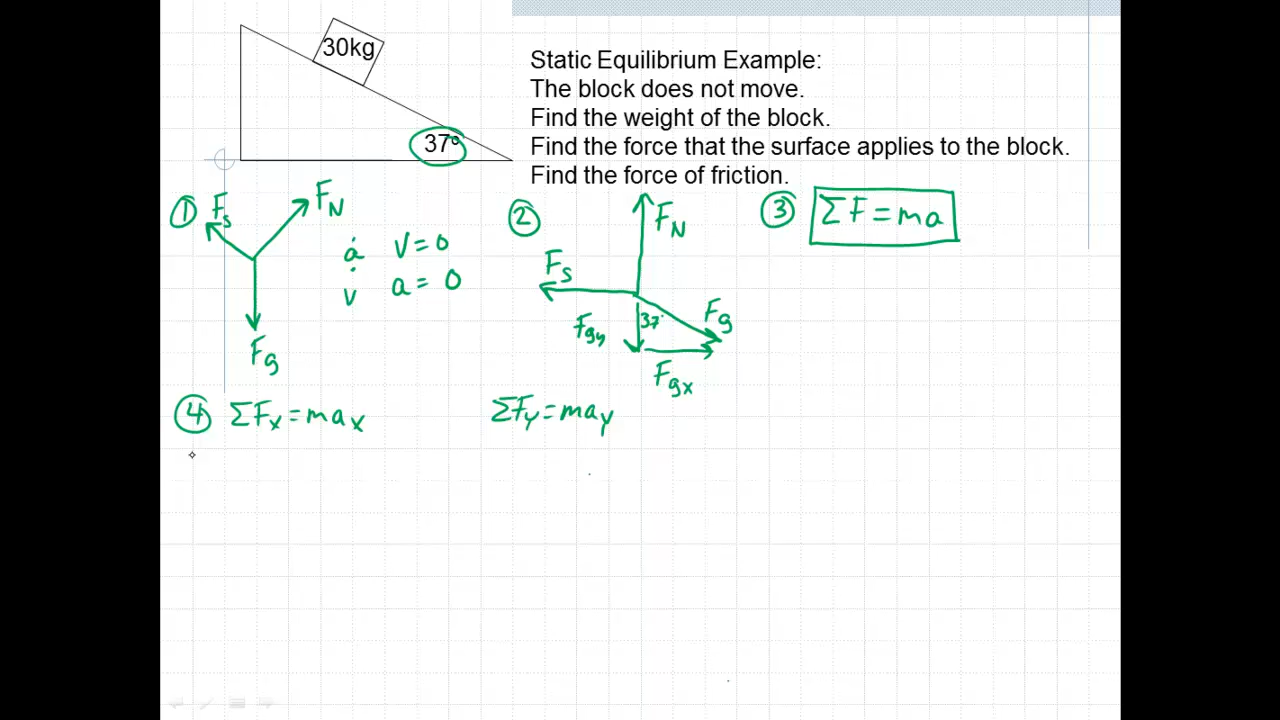 30kg
37º
Static Equilibrium Example:
The block does not move.
Find the weight of the block.
Find the force that the surface applies to the block.
Find the force of friction.
① Fs FN
a v = 0
v a = 0
Fg
② FN
Fs
Fgy 37° Fg
Fgx
③ ΣF = ma
④ ΣFx = max ΣFy = may